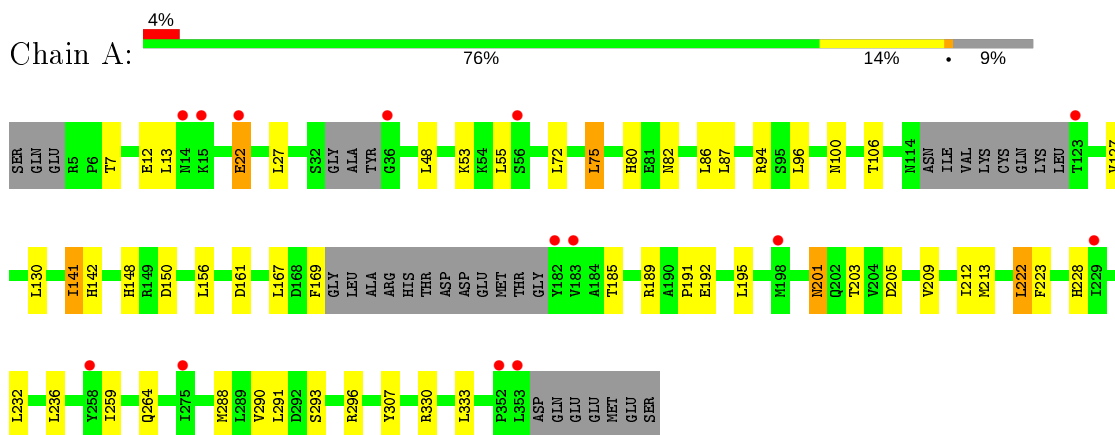 4%
Chain A:
76% 14% • 9%
SER GLN GLU R5 P6 T7 E12 L13 N14 K15 E22 L27 S32 GLY ALA TYR G36 L48 K53 K54 L55 S56 L72 L75 H80 E81 N82 L86 L87 R94 S95 L96 N100 T106 N114 ASN ILE VAL LYS CYS GLN LYS LEU T123 V127
L130 I141 H142 H148 R149 D150 L156 D161 L167 D168 F169 GLY LEU ALA ARG HIS THR ASP ASP GLU MET THR GLY Y182 V183 A184 T185 R189 A190 P191 E192 L195 M198 N201 Q202 T203 V204 D205 V209 I212 M213 L222 F223 H228 I229
L232 L236 Y258 I259 Q264 I275 M288 L289 V290 L291 D292 S293 R296 Y307 R330 L333 P352 L353 ASP GLN GLU GLU MET GLU SER